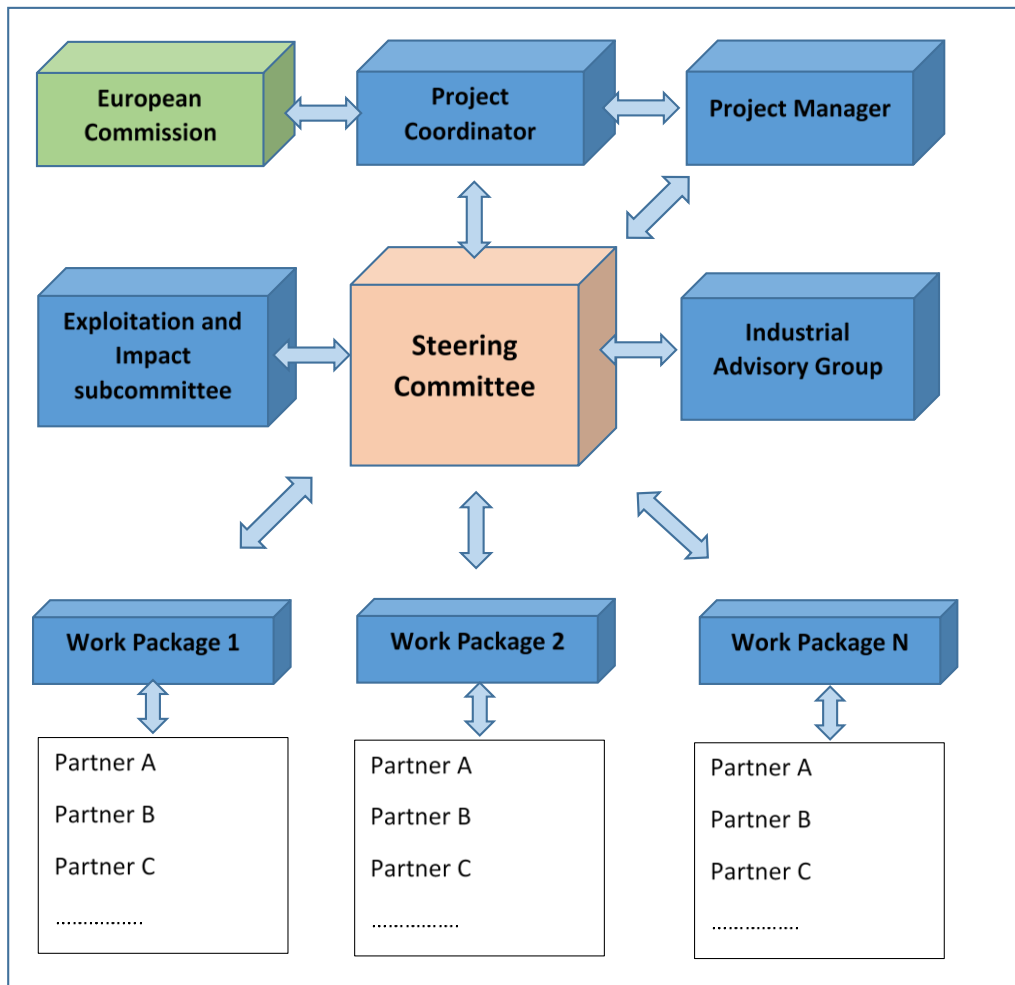 European
Commission
Project
Coordinator
Project Manager
Exploitation and
Impact
subcommittee
Steering
Committee
Industrial
Advisory Group
Work Package 1
Work Package 2
Work Package N
Partner A
Partner B
Partner C
................
Partner A
Partner B
Partner C
................
Partner A
Partner B
Partner C
................